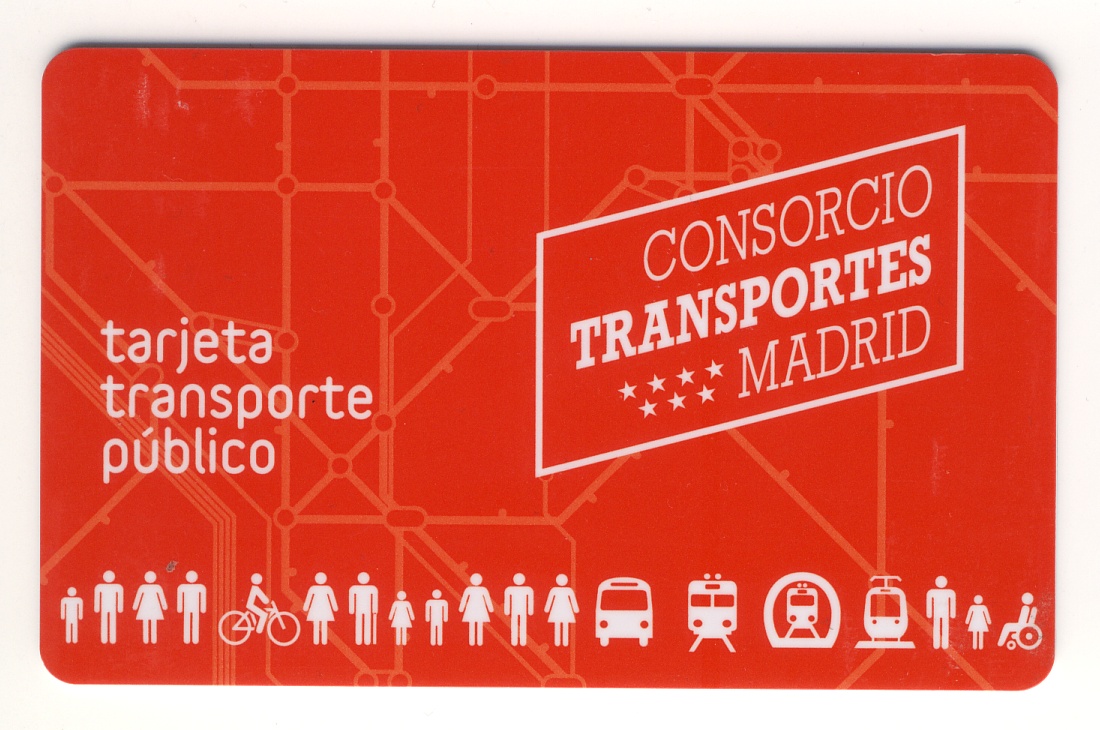 tarjeta
transporte
público
CONSORCIO
TRANSPORTES
MADRID